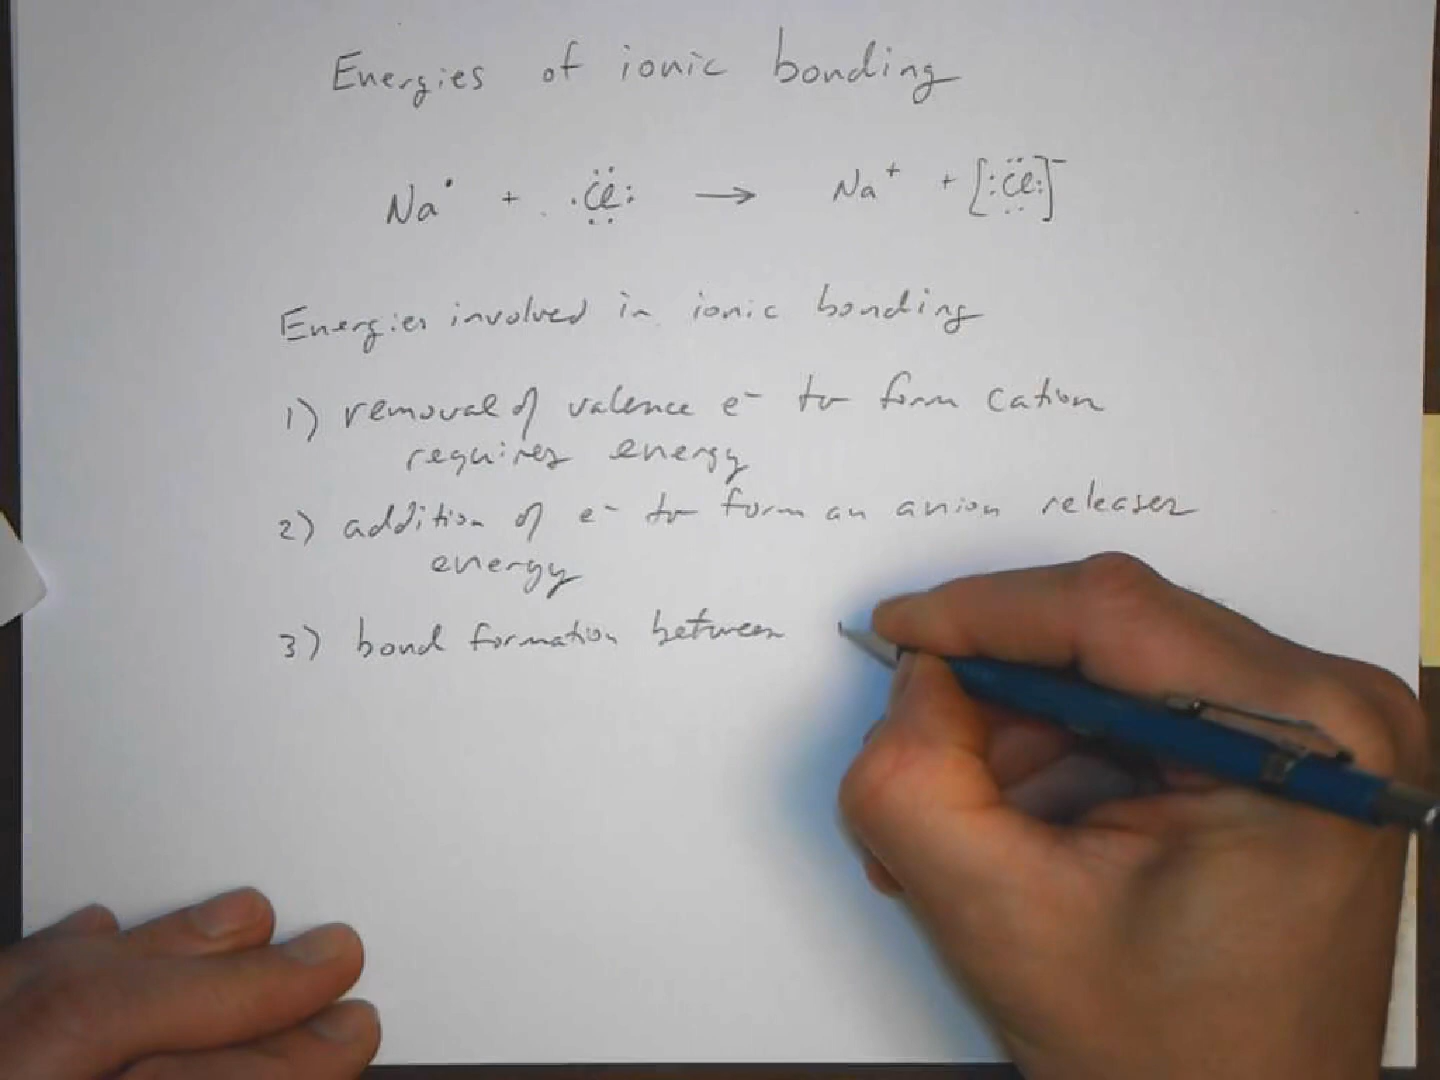 Energies of ionic bonding
Na· + ·C̈l: → Na⁺ + [:C̈l:]⁻
Energies involved in ionic bonding
1) removal of valence e⁻ to form cation
requires energy
2) addition of e⁻ to form an anion releases
energy
3) bond formation between